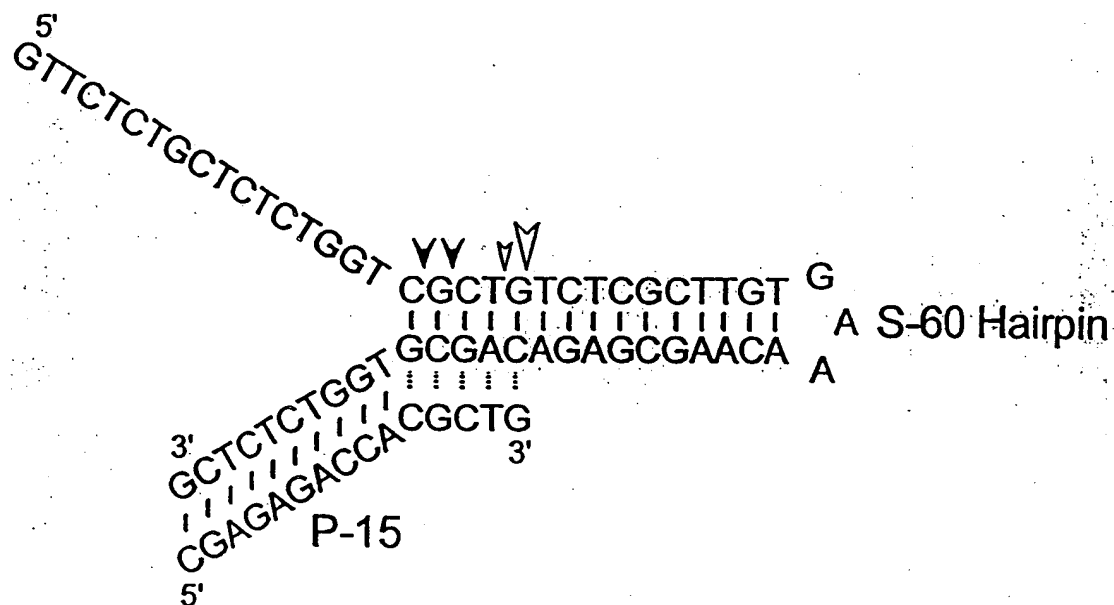 5'
GTTCTCTGCTCTCTGGT
CGCTGTCTCGCTTGT
G
A
A
S-60 Hairpin
GCGACAGAGCGAACA
3'
GCTCTCTGGT
CGCTG
3'
CGAGAGACCA
5'
P-15